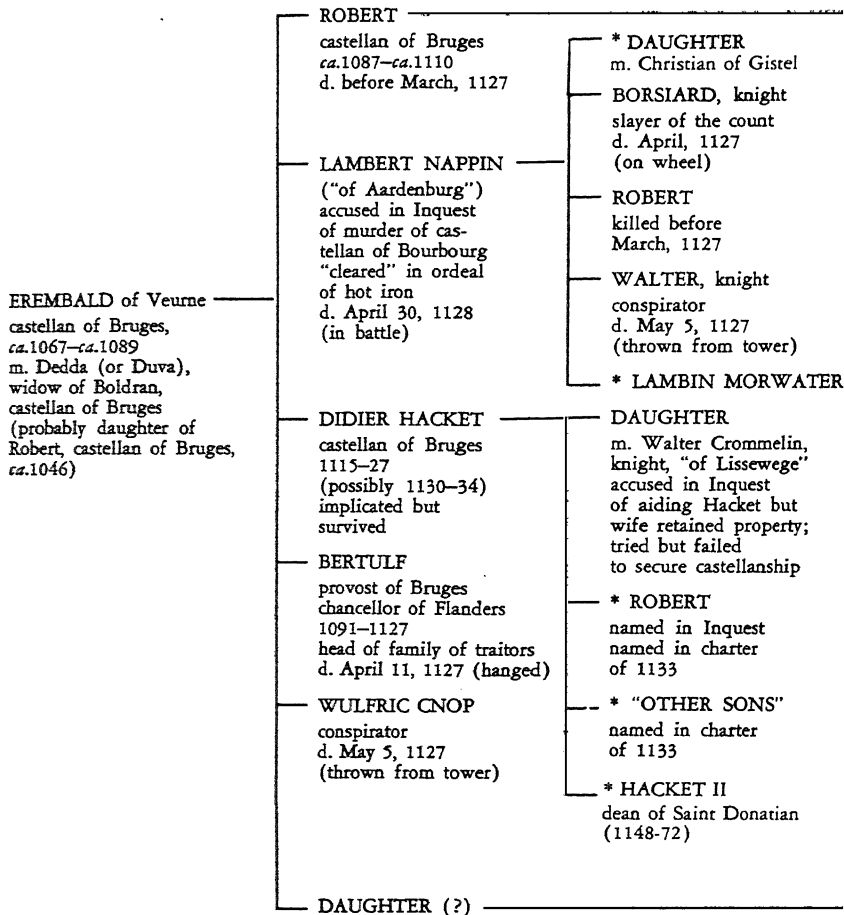 EREMBALD of Veurne
castellan of Bruges,
ca.1067–ca.1089
m. Dedda (or Duva),
widow of Boldran,
castellan of Bruges
(probably daughter of
Robert, castellan of Bruges,
ca.1046)
ROBERT
castellan of Bruges
ca.1087–ca.1110
d. before March, 1127
LAMBERT NAPPIN
("of Aardenburg")
accused in Inquest
of murder of cas-
tellan of Bourbourg
"cleared" in ordeal
of hot iron
d. April 30, 1128
(in battle)
DIDIER HACKET
castellan of Bruges
1115–27
(possibly 1130–34)
implicated but
survived
BERTULF
provost of Bruges
chancellor of Flanders
1091–1127
head of family of traitors
d. April 11, 1127 (hanged)
WULFRIC CNOP
conspirator
d. May 5, 1127
(thrown from tower)
DAUGHTER (?)
* DAUGHTER
m. Christian of Gistel
BORSIARD, knight
slayer of the count
d. April, 1127
(on wheel)
ROBERT
killed before
March, 1127
WALTER, knight
conspirator
d. May 5, 1127
(thrown from tower)
* LAMBIN MORWATER
DAUGHTER
m. Walter Crommelin,
knight, "of Lissewege"
accused in Inquest
of aiding Hacket but
wife retained property;
tried but failed
to secure castellanship
* ROBERT
named in Inquest
named in charter
of 1133
* "OTHER SONS"
named in charter
of 1133
* HACKET II
dean of Saint Donatian
(1148-72)